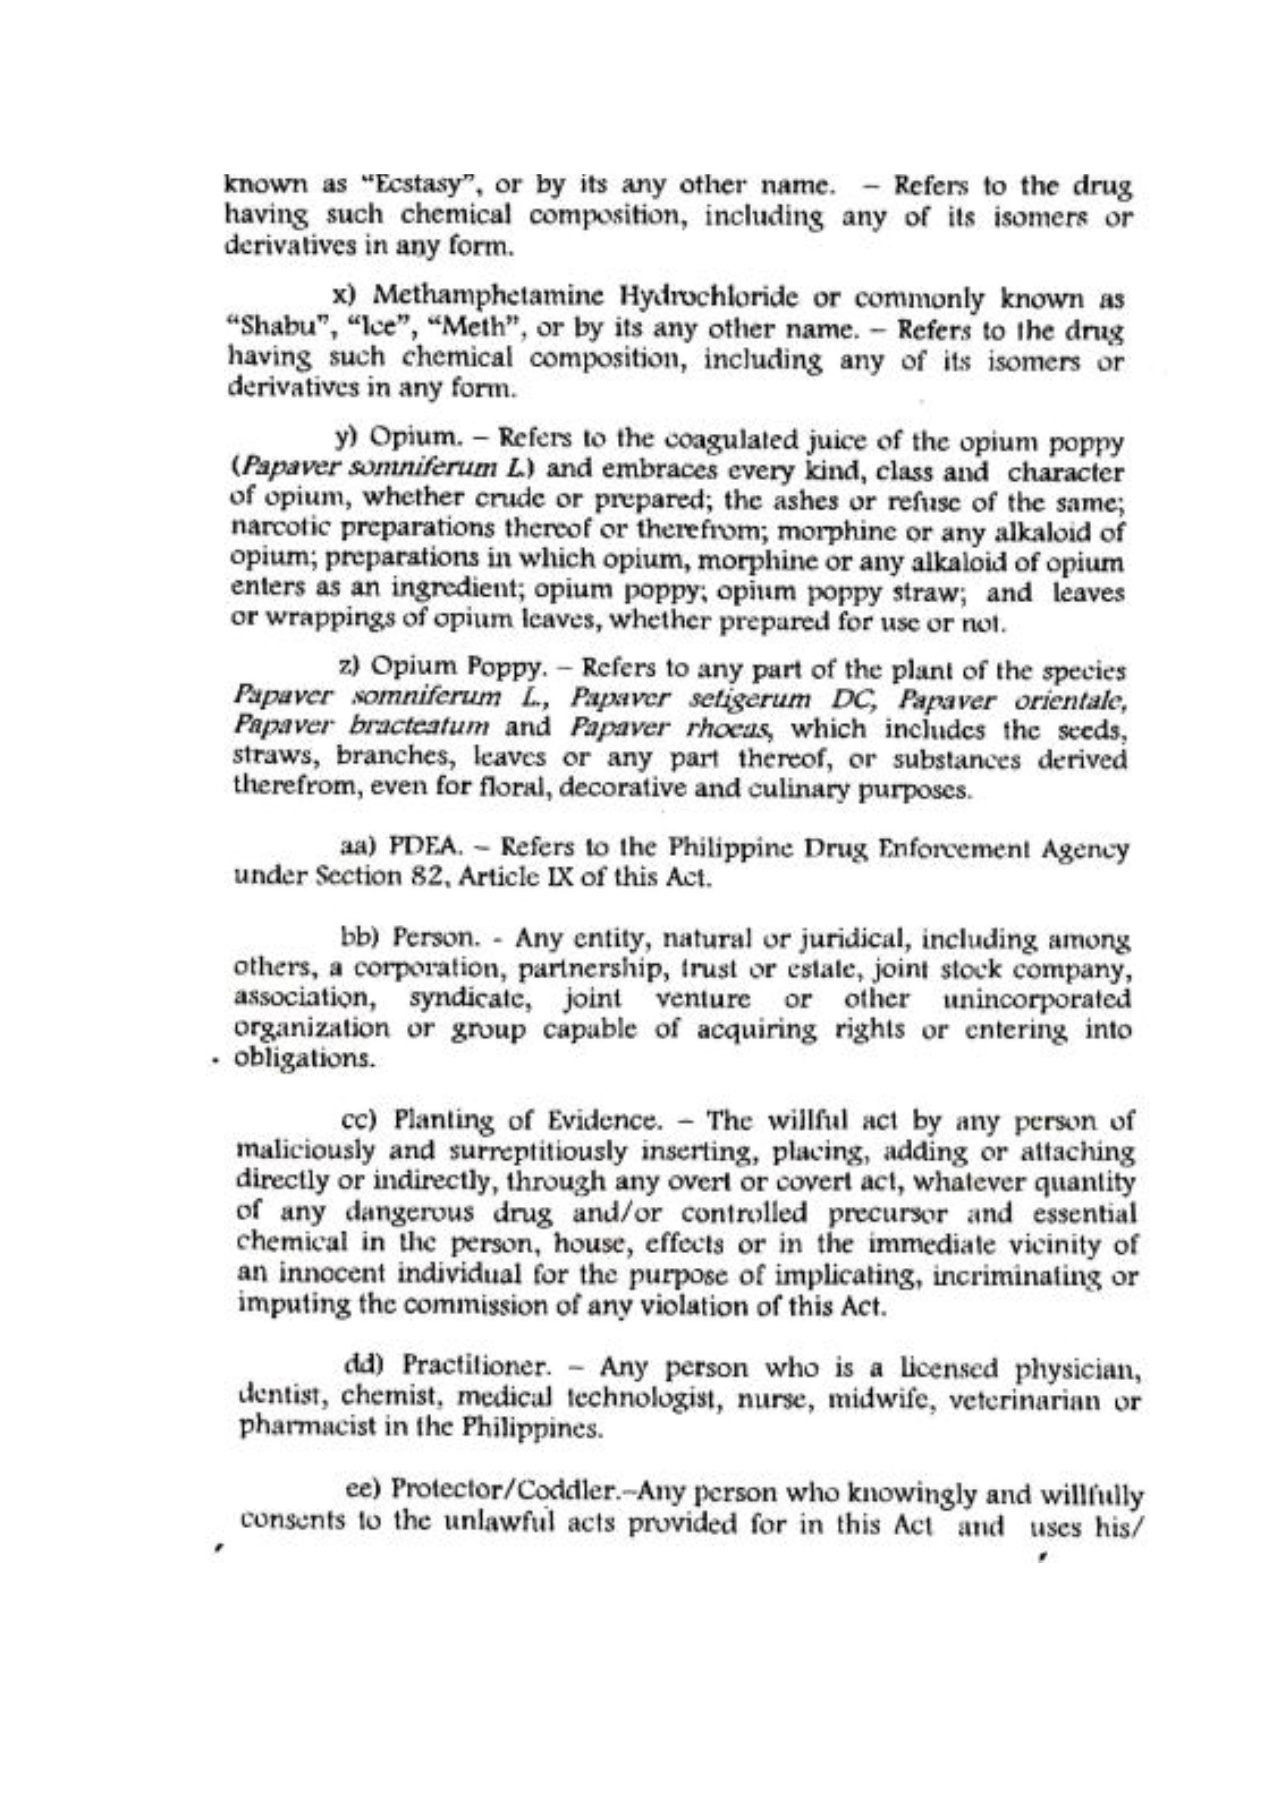 known as “Ecstasy”, or by its any other name. – Refers to the drug
having such chemical composition, including any of its isomers or
derivatives in any form.
x) Methamphetamine Hydrochloride or commonly known as
“Shabu”, “Ice”, “Meth”, or by its any other name. – Refers to the drug
having such chemical composition, including any of its isomers or
derivatives in any form.
y) Opium. – Refers to the coagulated juice of the opium poppy
(Papaver somniferum L.) and embraces every kind, class and character
of opium, whether crude or prepared; the ashes or refuse of the same;
narcotic preparations thereof or therefrom; morphine or any alkaloid of
opium; preparations in which opium, morphine or any alkaloid of opium
enters as an ingredient; opium poppy; opium poppy straw; and leaves
or wrappings of opium leaves, whether prepared for use or not.
z) Opium Poppy. – Refers to any part of the plant of the species
Papaver somniferum L., Papaver setigerum DC, Papaver orientale,
Papaver bracteatum and Papaver rhoeas, which includes the seeds,
straws, branches, leaves or any part thereof, or substances derived
therefrom, even for floral, decorative and culinary purposes.
aa) PDEA. – Refers to the Philippine Drug Enforcement Agency
under Section 82, Article IX of this Act.
bb) Person. - Any entity, natural or juridical, including among
others, a corporation, partnership, trust or estate, joint stock company,
association, syndicate, joint venture or other unincorporated
organization or group capable of acquiring rights or entering into
obligations.
cc) Planting of Evidence. – The willful act by any person of
maliciously and surreptitiously inserting, placing, adding or attaching
directly or indirectly, through any overt or covert act, whatever quantity
of any dangerous drug and/or controlled precursor and essential
chemical in the person, house, effects or in the immediate vicinity of
an innocent individual for the purpose of implicating, incriminating or
imputing the commission of any violation of this Act.
dd) Practitioner. – Any person who is a licensed physician,
dentist, chemist, medical technologist, nurse, midwife, veterinarian or
pharmacist in the Philippines.
ee) Protector/Coddler.–Any person who knowingly and willfully
consents to the unlawful acts provided for in this Act and uses his/